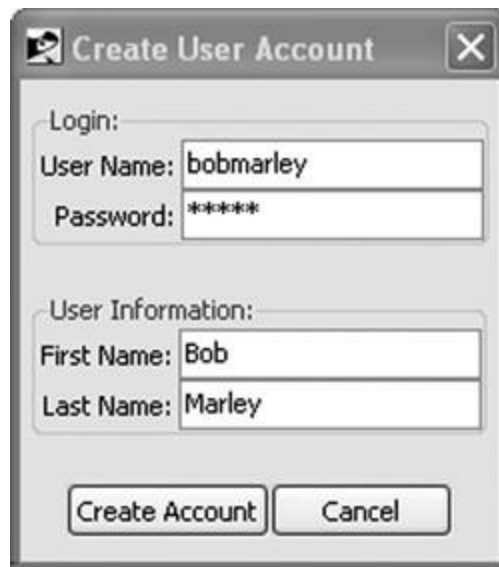 Create User Account
Login:
User Name: bobmarley
Password: *****
User Information:
First Name: Bob
Last Name: Marley
Create Account Cancel